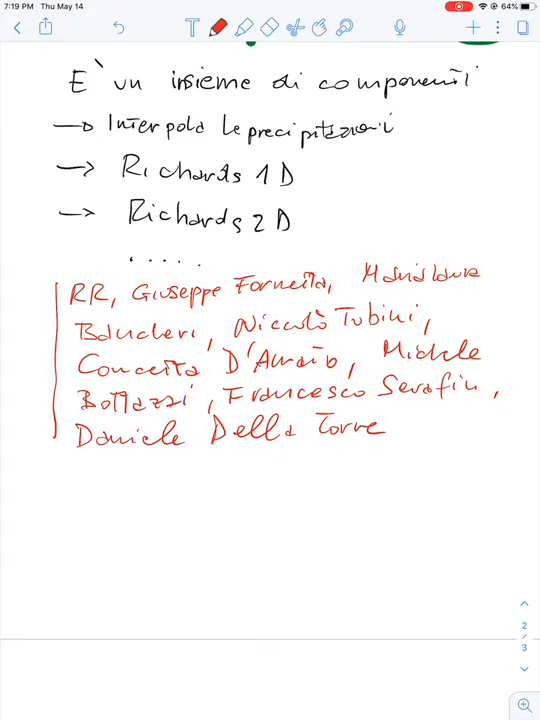 7:19 PM Thu May 14
64%
E' un insieme di componenti
→ Interpola le precipitazioni
→ Richards 1D
→ Richards 2D
.....
RR, Giuseppe Formetta, Marialaura
Bancheri, Niccolò Tubini,
Concetta D'Amato, Michele
Bottazzi, Francesco Serafin,
Daniele Dalla Torre
2
/
3